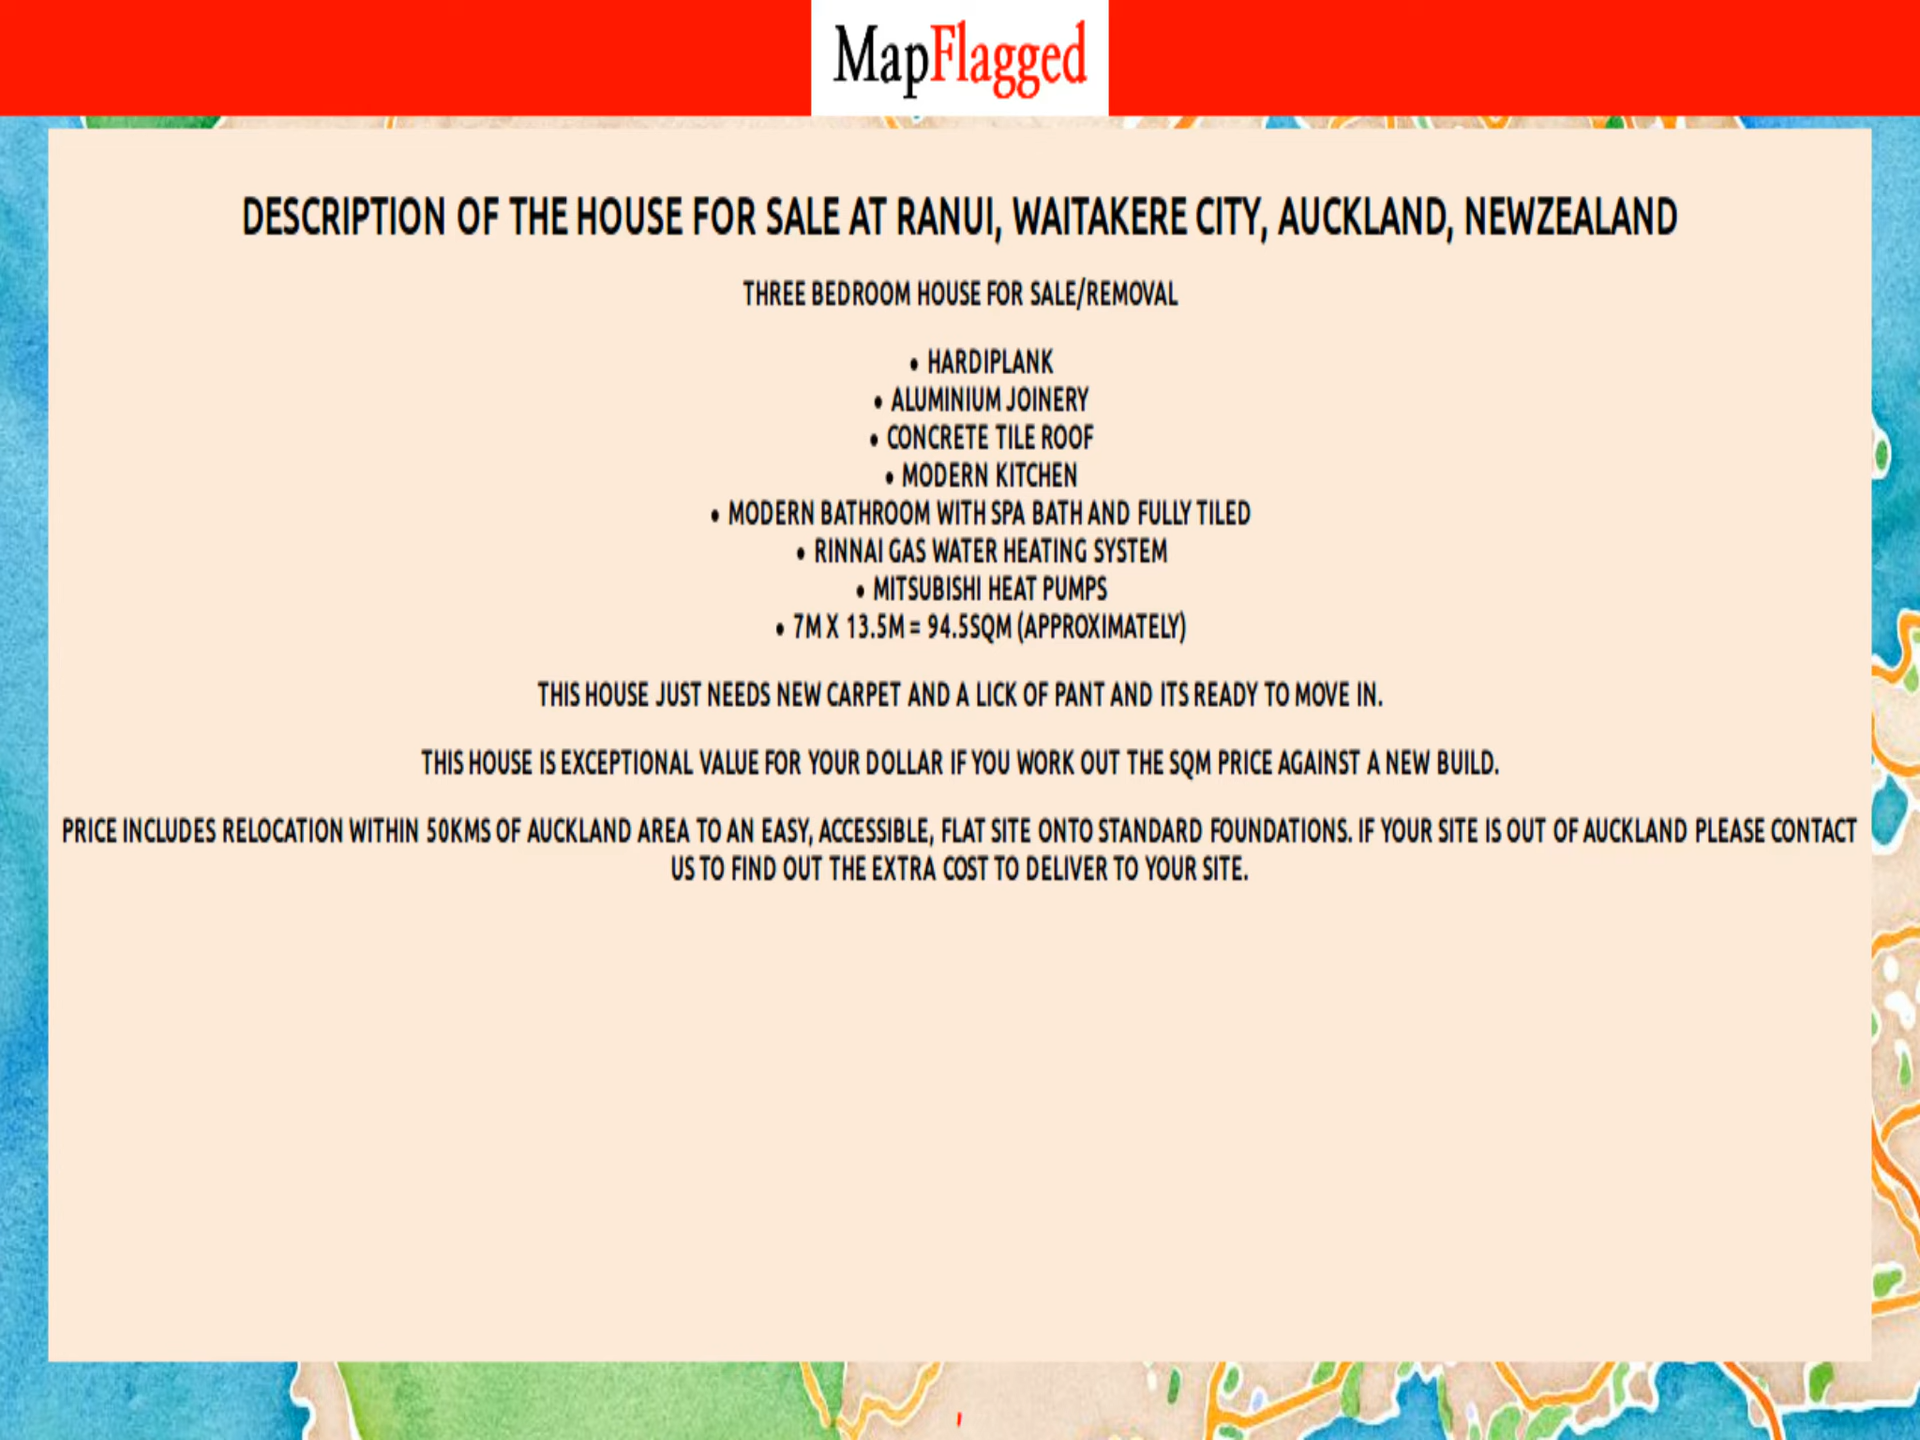 MapFlagged
DESCRIPTION OF THE HOUSE FOR SALE AT RANUI, WAITAKERE CITY, AUCKLAND, NEWZEALAND
THREE BEDROOM HOUSE FOR SALE/REMOVAL
• HARDIPLANK
• ALUMINIUM JOINERY
• CONCRETE TILE ROOF
• MODERN KITCHEN
• MODERN BATHROOM WITH SPA BATH AND FULLY TILED
• RINNAI GAS WATER HEATING SYSTEM
• MITSUBISHI HEAT PUMPS
• 7M X 13.5M = 94.5SQM (APPROXIMATELY)
THIS HOUSE JUST NEEDS NEW CARPET AND A LICK OF PANT AND ITS READY TO MOVE IN.
THIS HOUSE IS EXCEPTIONAL VALUE FOR YOUR DOLLAR IF YOU WORK OUT THE SQM PRICE AGAINST A NEW BUILD.
PRICE INCLUDES RELOCATION WITHIN 50KMS OF AUCKLAND AREA TO AN EASY, ACCESSIBLE, FLAT SITE ONTO STANDARD FOUNDATIONS. IF YOUR SITE IS OUT OF AUCKLAND PLEASE CONTACT
US TO FIND OUT THE EXTRA COST TO DELIVER TO YOUR SITE.
,